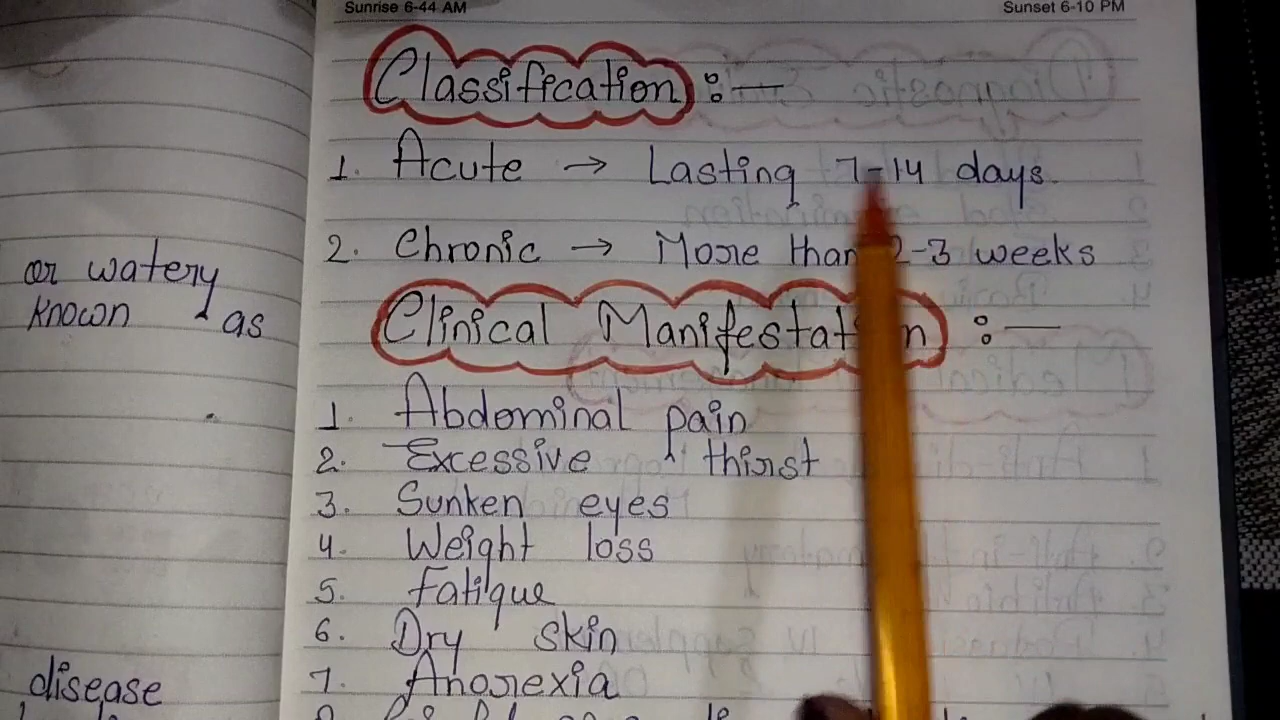 Sunrise 6-44 AM
Sunset 6-10 PM
or watery
known as
disease
Classification :-
1. Acute → Lasting 7-14 days.
2. Chronic → More than 2-3 weeks
Clinical Manifestation :-
1. Abdominal pain
2. Excessive thirst
3. Sunken eyes
4. Weight loss
5. Fatique
6. Dry skin
7. Anorexia